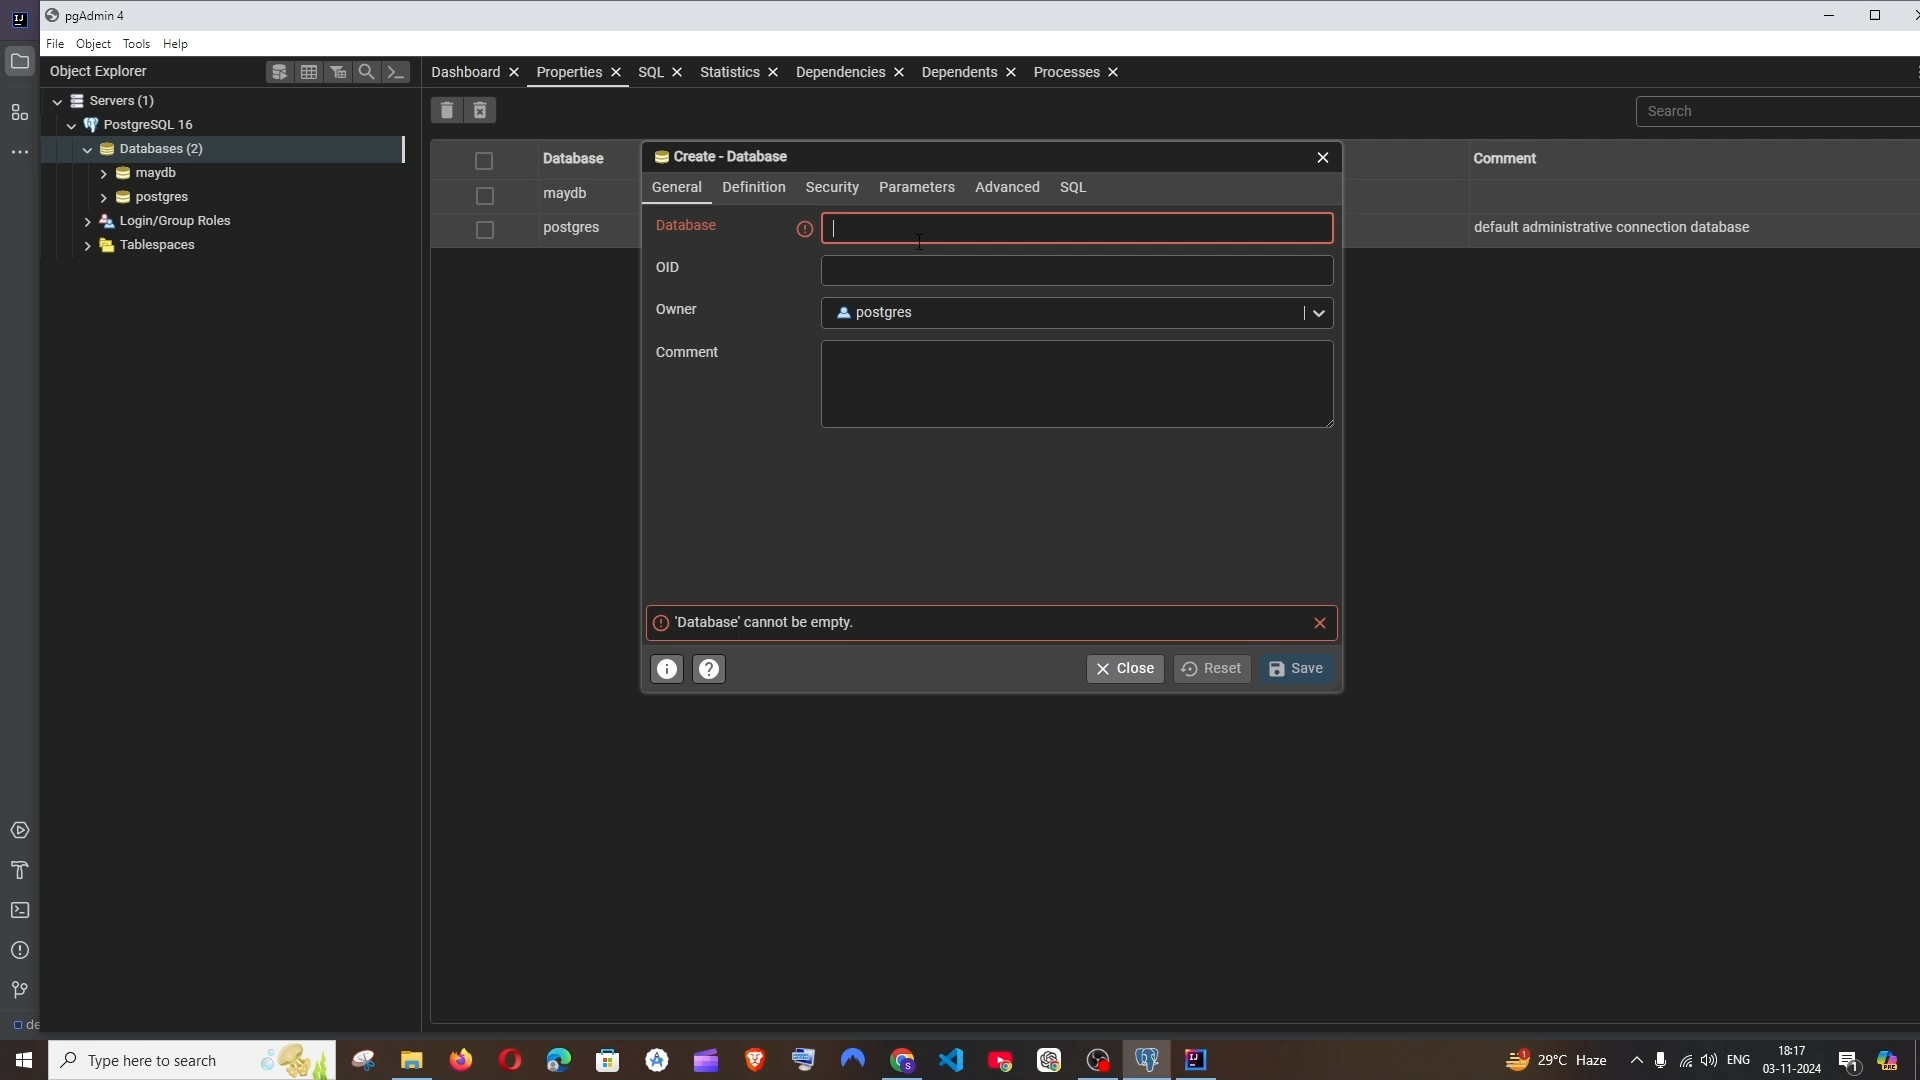 pgAdmin 4
File Object Tools Help
Object Explorer
Dashboard Properties SQL Statistics Dependencies Dependents Processes
Servers (1)
PostgreSQL 16
Databases (2)
maydb
postgres
Login/Group Roles
Tablespaces
Search
Database Comment
maydb
postgres default administrative connection database
Create - Database
General Definition Security Parameters Advanced SQL
Database
OID
Owner postgres
Comment
'Database' cannot be empty.
Close Reset Save
de
Type here to search
29°C Haze
ENG
18:17
03-11-2024